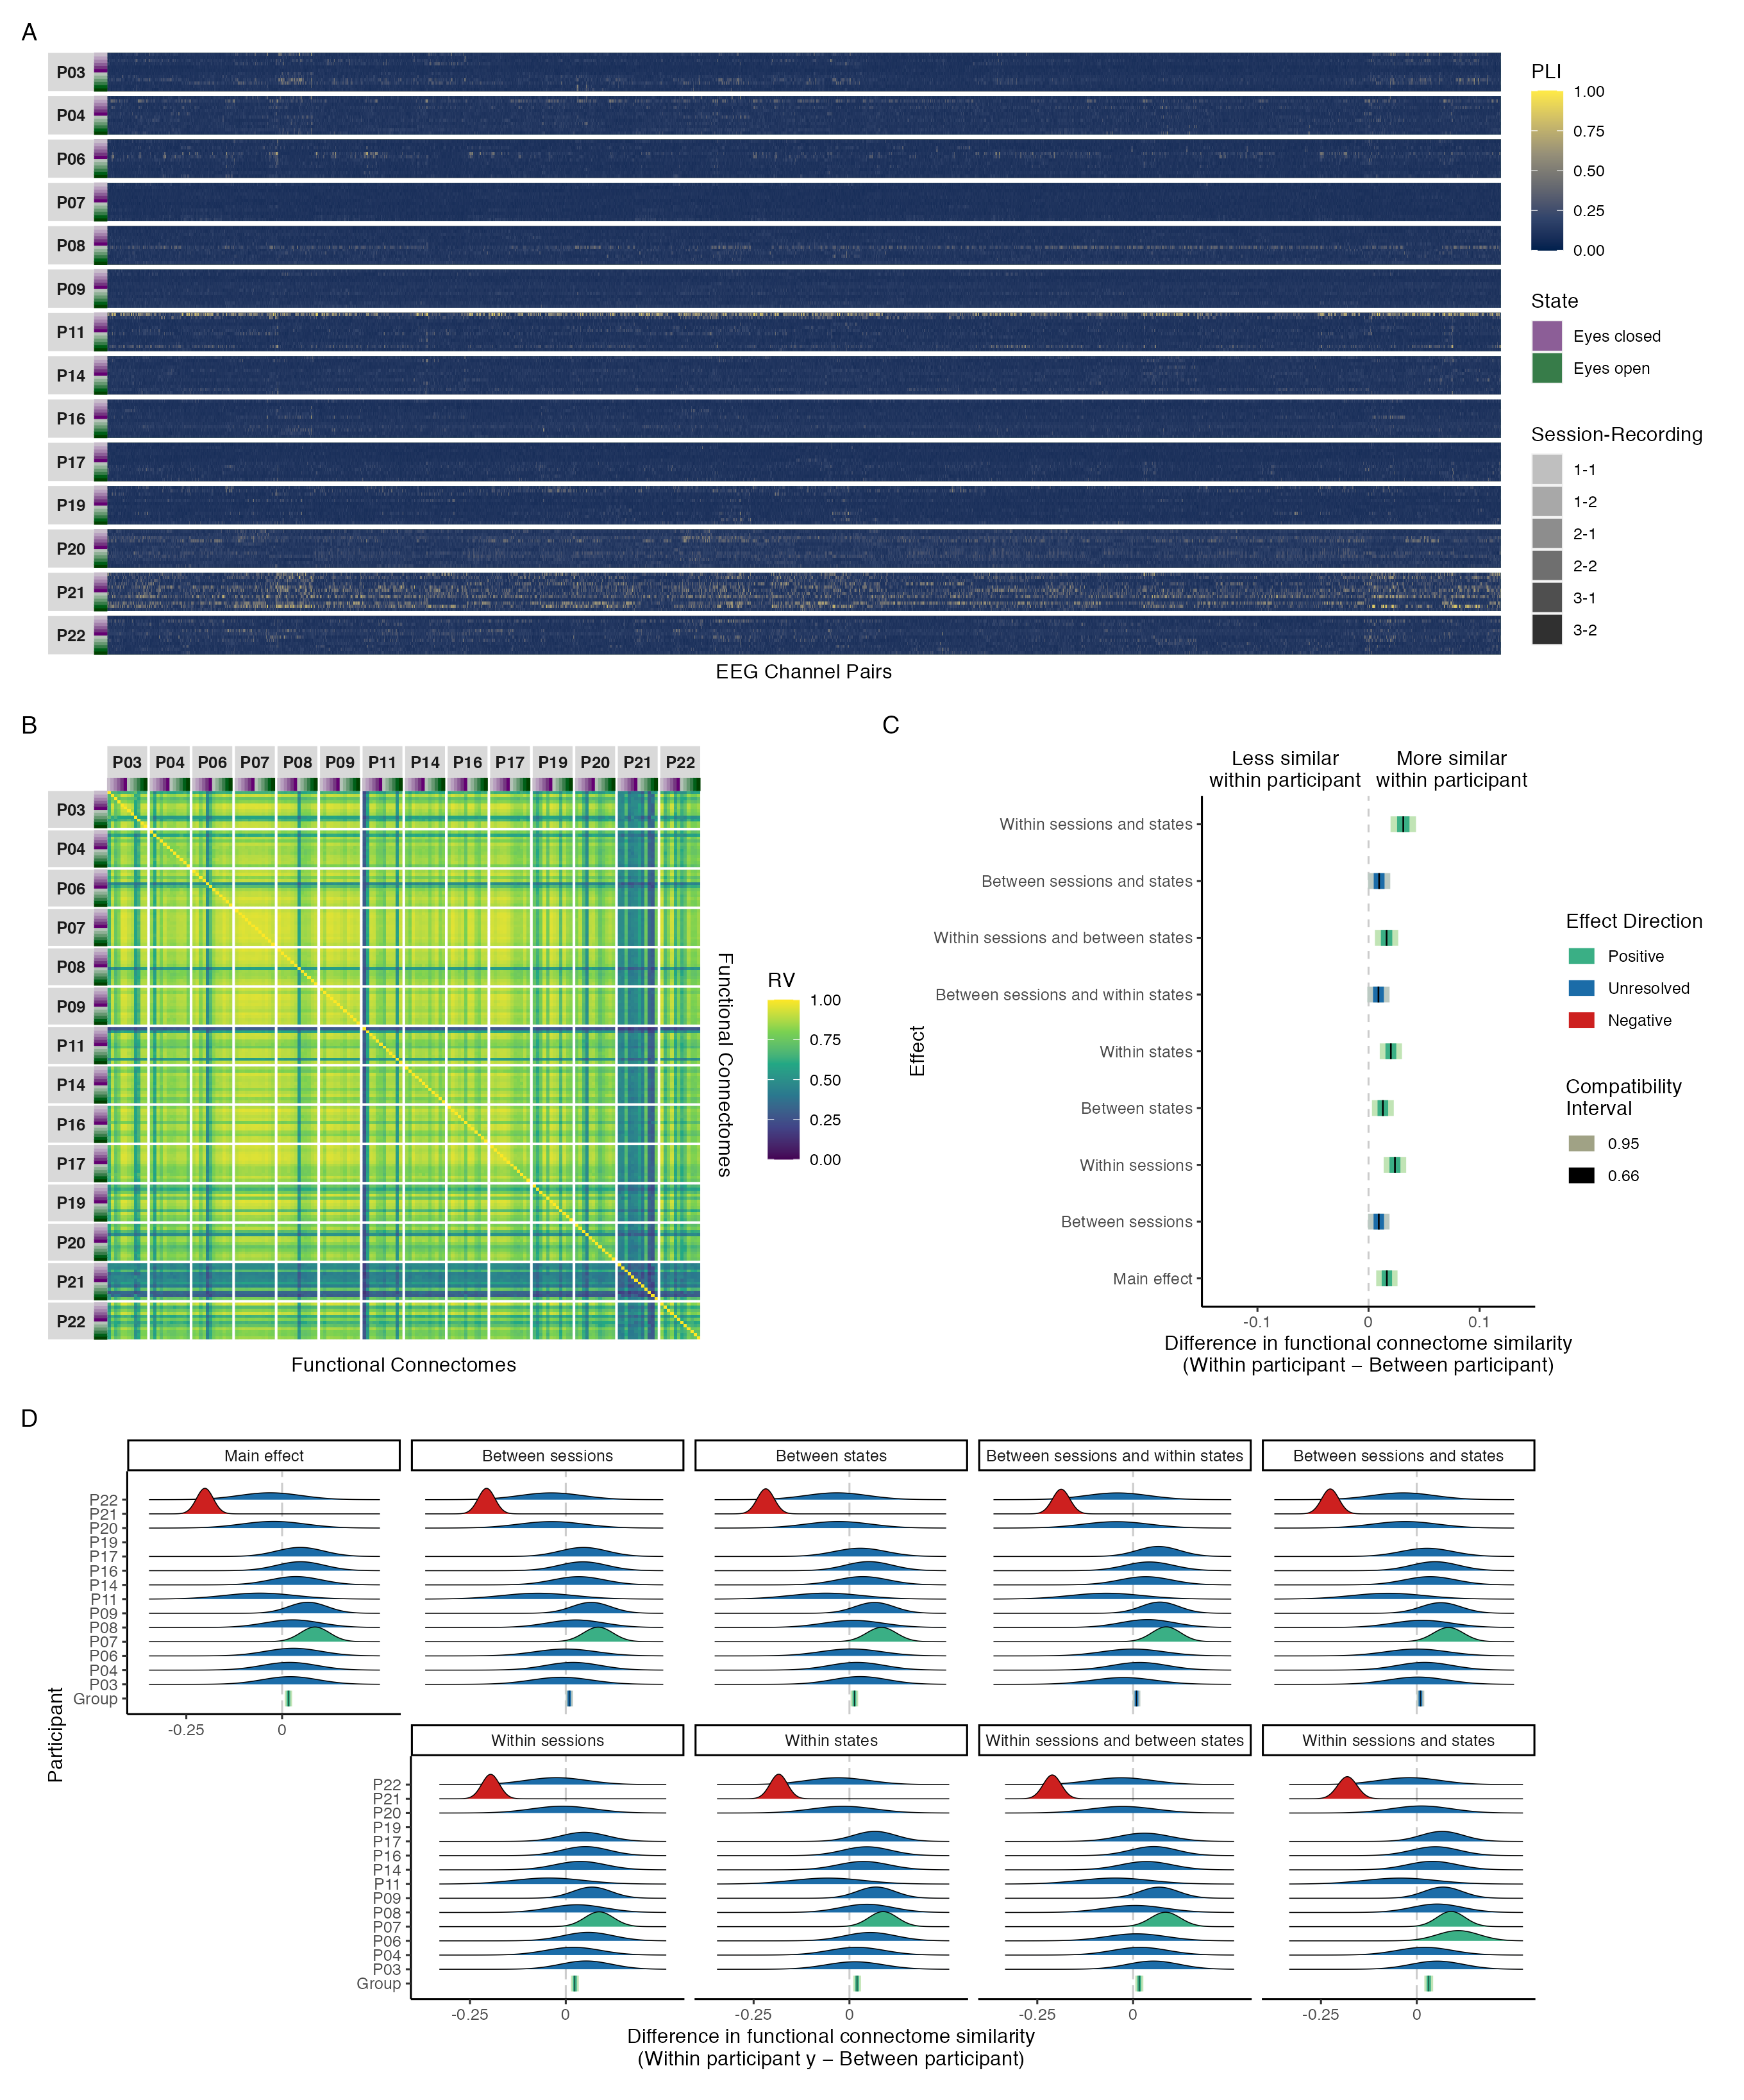 A
P03
P04
P06
P07
P08
P09
P11
P14
P16
P17
P19
P20
P21
P22
EEG Channel Pairs
PLI
1.00
0.75
0.50
0.25
0.00
State
Eyes closed
Eyes open
Session-Recording
1-1
1-2
2-1
2-2
3-1
3-2
B
P03 P04 P06 P07 P08 P09 P11 P14 P16 P17 P19 P20 P21 P22
P03
P04
P06
P07
P08
P09
P11
P14
P16
P17
P19
P20
P21
P22
Functional Connectomes
Functional Connectomes
RV
1.00
0.75
0.50
0.25
0.00
C
Less similar
within participant
More similar
within participant
Effect
Within sessions and states
Between sessions and states
Within sessions and between states
Between sessions and within states
Within states
Between states
Within sessions
Between sessions
Main effect
-0.1 0 0.1
Difference in functional connectome similarity
(Within participant − Between participant)
Effect Direction
Positive
Unresolved
Negative
Compatibility
Interval
0.95
0.66
D
Participant
Main effect
Between sessions
Between states
Between sessions and within states
Between sessions and states
P22
P21
P20
P19
P17
P16
P14
P11
P09
P08
P07
P06
P04
P03
Group
-0.25 0
Within sessions
Within states
Within sessions and between states
Within sessions and states
P22
P21
P20
P19
P17
P16
P14
P11
P09
P08
P07
P06
P04
P03
Group
-0.25 0 -0.25 0 -0.25 0 -0.25 0
Difference in functional connectome similarity
(Within participant y − Between participant)